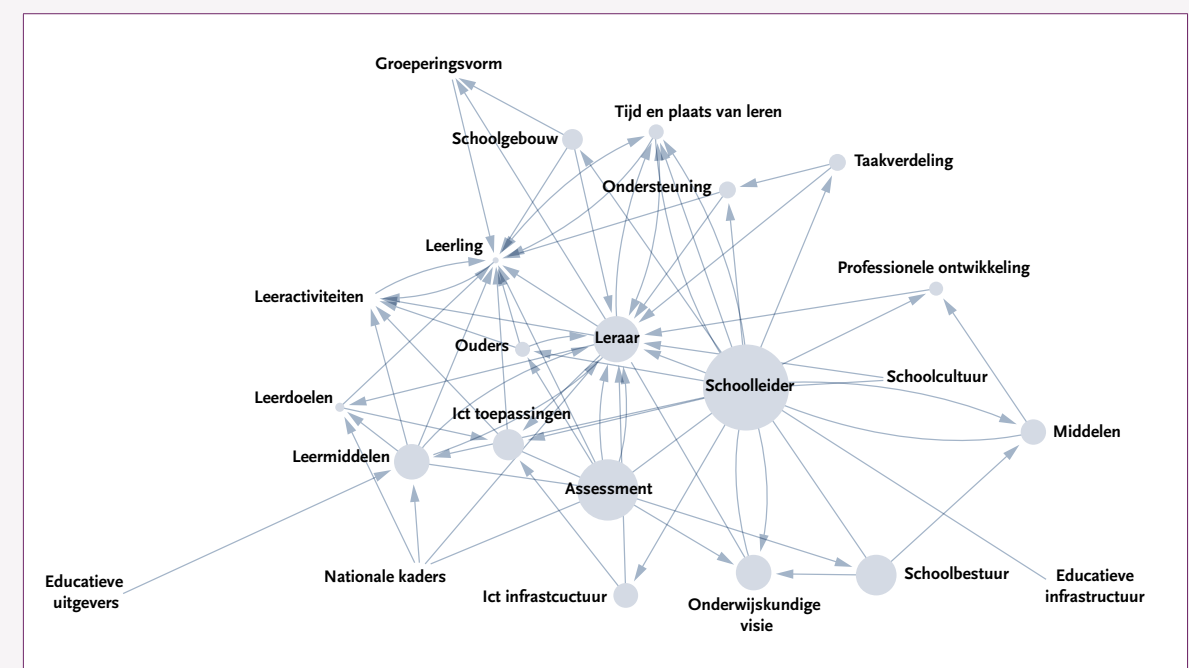 Groeperingsvorm
Tijd en plaats van leren
Schoolgebouw
Taakverdeling
Ondersteuning
Leerling
Professionele ontwikkeling
Leeractiviteiten
Leraar
Ouders
Schoolcultuur
Schoolleider
Leerdoelen
Ict toepassingen
Middelen
Leermiddelen
Assessment
Nationale kaders
Schoolbestuur
Educatieve
uitgevers
Educatieve
infrastructuur
Ict infrastcuctuur
Onderwijskundige
visie